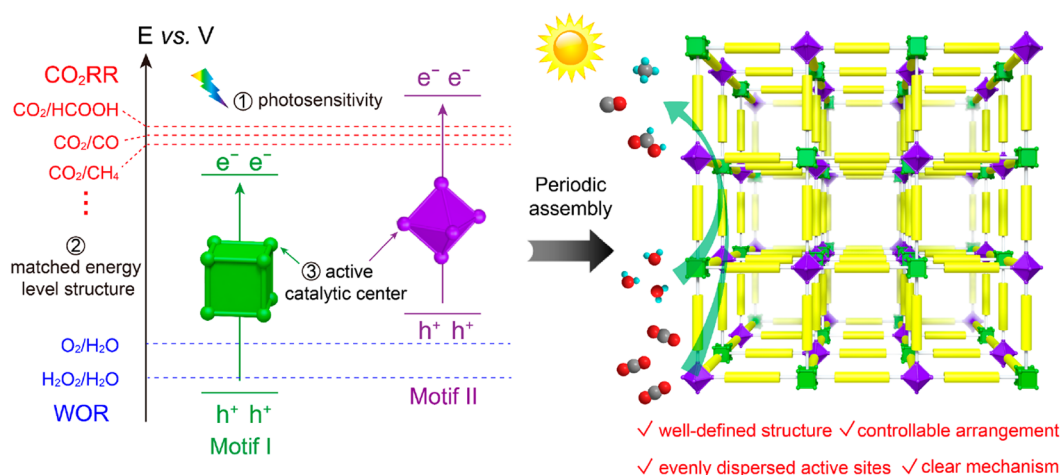 E vs. V
CO₂RR
CO₂/HCOOH
CO₂/CO
CO₂/CH₄
⋮
② 
matched energy
level structure
O₂/H₂O
H₂O₂/H₂O
WOR
① photosensitivity
e⁻ e⁻
e⁻ e⁻
③ active
catalytic center
h⁺ h⁺
Motif II
h⁺ h⁺
Motif I
Periodic
assembly
✓ well-defined structure ✓ controllable arrangement
✓ evenly dispersed active sites ✓ clear mechanism